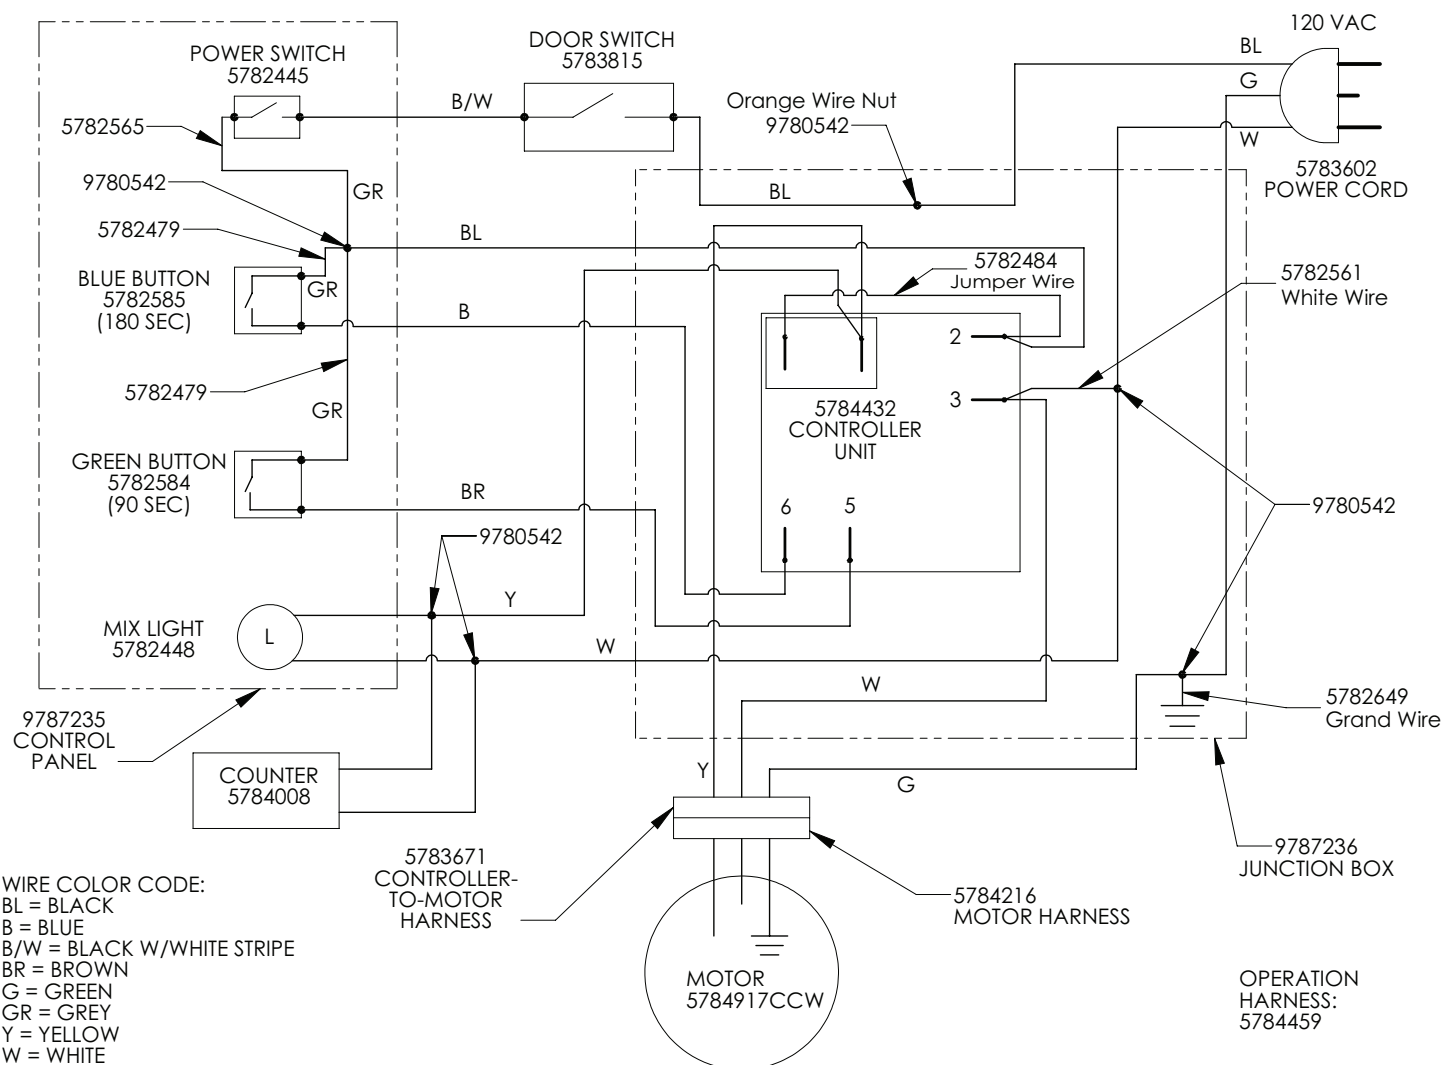 120 VAC
POWER SWITCH
5782445
DOOR SWITCH
5783815
BL
G
W
B/W
Orange Wire Nut
9780542
5782565
5783602
POWER CORD
9780542
GR
BL
5782479
BL
BLUE BUTTON
5782585
(180 SEC)
GR
B
5782484
Jumper Wire
5782561
White Wire
2
3
5782479
GR
5784432
CONTROLLER
UNIT
GREEN BUTTON
5782584
(90 SEC)
BR
6
5
9780542
9780542
Y
MIX LIGHT
5782448
L
W
W
5782649
Grand Wire
9787235
CONTROL
PANEL
COUNTER
5784008
Y
G
5783671
CONTROLLER-
TO-MOTOR
HARNESS
5784216
MOTOR HARNESS
9787236
JUNCTION BOX
WIRE COLOR CODE:
BL = BLACK
B = BLUE
B/W = BLACK W/WHITE STRIPE
BR = BROWN
G = GREEN
GR = GREY
Y = YELLOW
W = WHITE
MOTOR
5784917CCW
OPERATION
HARNESS:
5784459